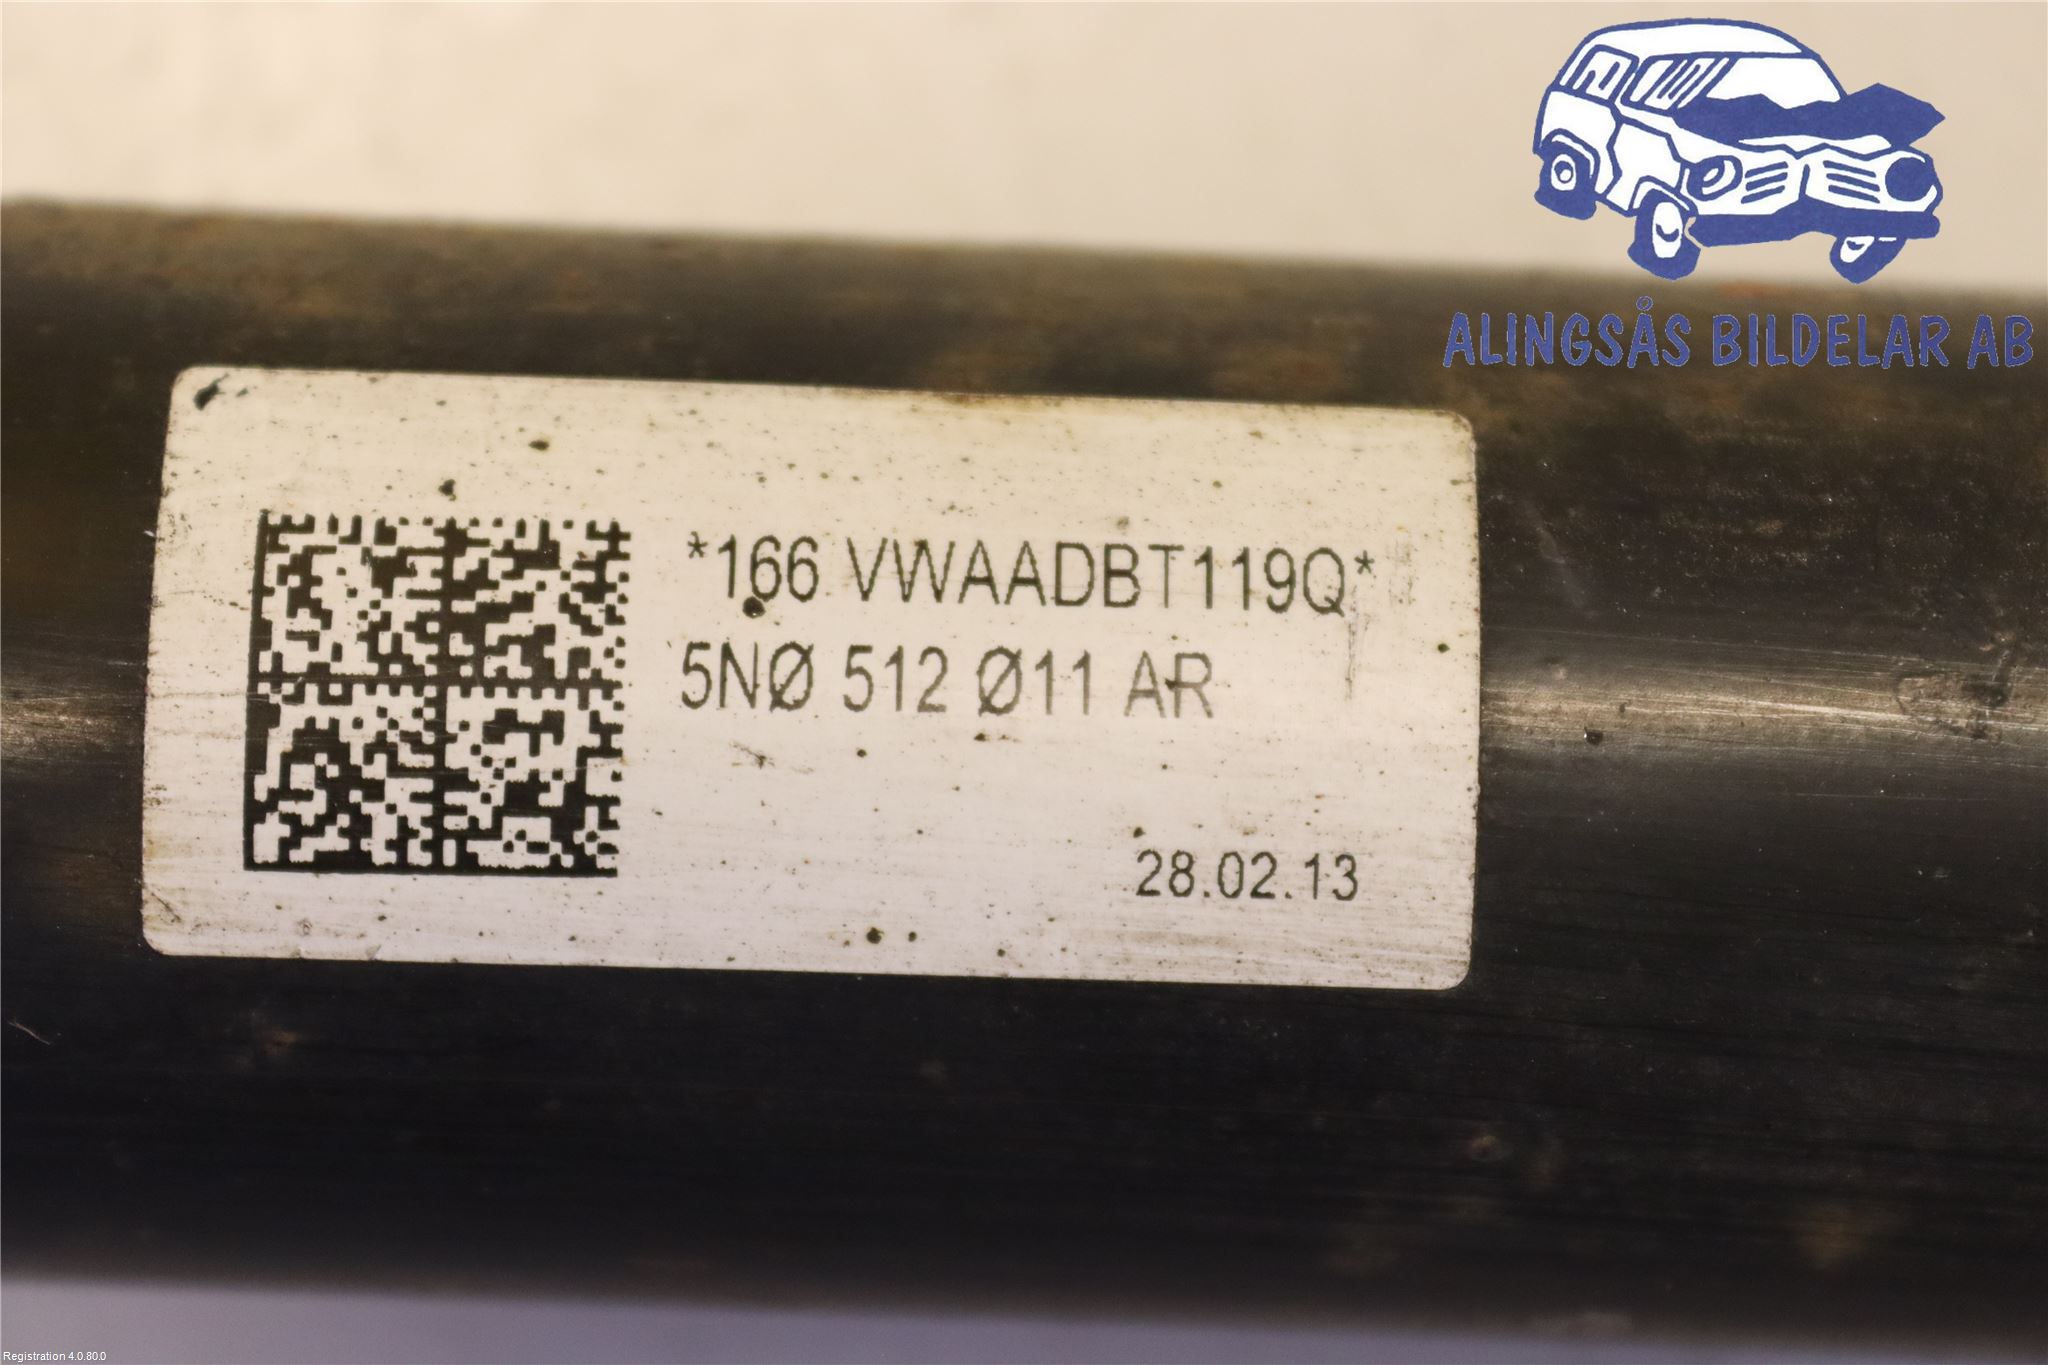 ALINGSÅS BILDELAR AB
*166 VWAADBT119Q*
5NØ 512 Ø11 AR
28.02.13
Registration 4.0.80.0